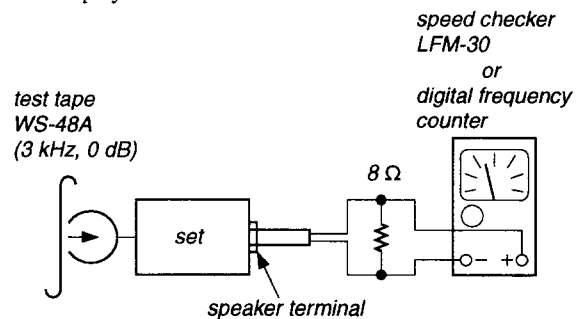 speed checker
LFM-30
or
digital frequency
counter
test tape
WS-48A
(3 kHz, 0 dB)
8 Ω
set
− +
speaker terminal